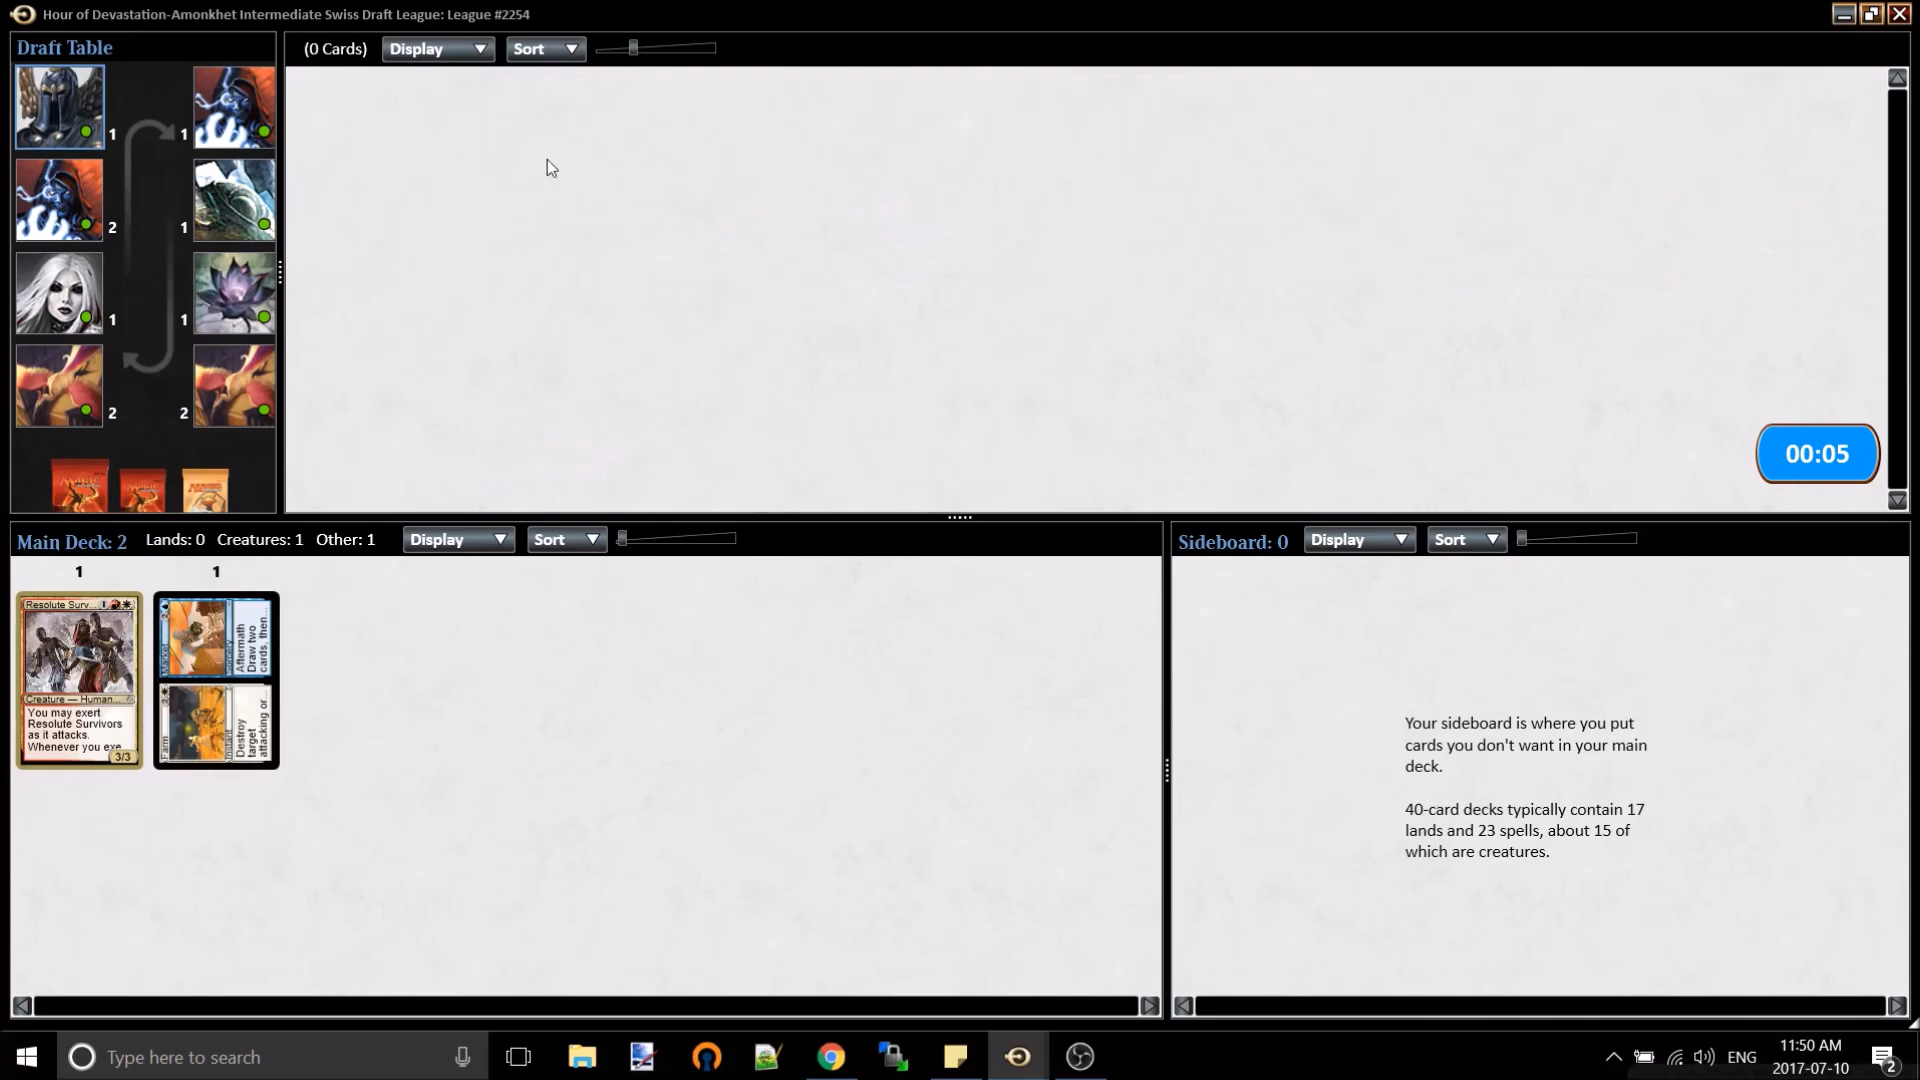 Hour of Devastation-Amonkhet Intermediate Swiss Draft League: League #2254
Draft Table
(0 Cards) Display Sort
1 1
2 1
1 1
2 2
00:05
Main Deck: 2 Lands: 0 Creatures: 1 Other: 1 Display Sort
Sideboard: 0 Display Sort
1 1
Resolute Surv...
Creature — Human...
You may exert
Resolute Survivors
as it attacks.
Whenever you exe
3/3
Market
Aftermath
Draw two
cards, then...
Farm
Instant
Destroy
target
attacking or...
Your sideboard is where you put
cards you don't want in your main
deck.
40-card decks typically contain 17
lands and 23 spells, about 15 of
which are creatures.
Type here to search
ENG
11:50 AM
2017-07-10
2